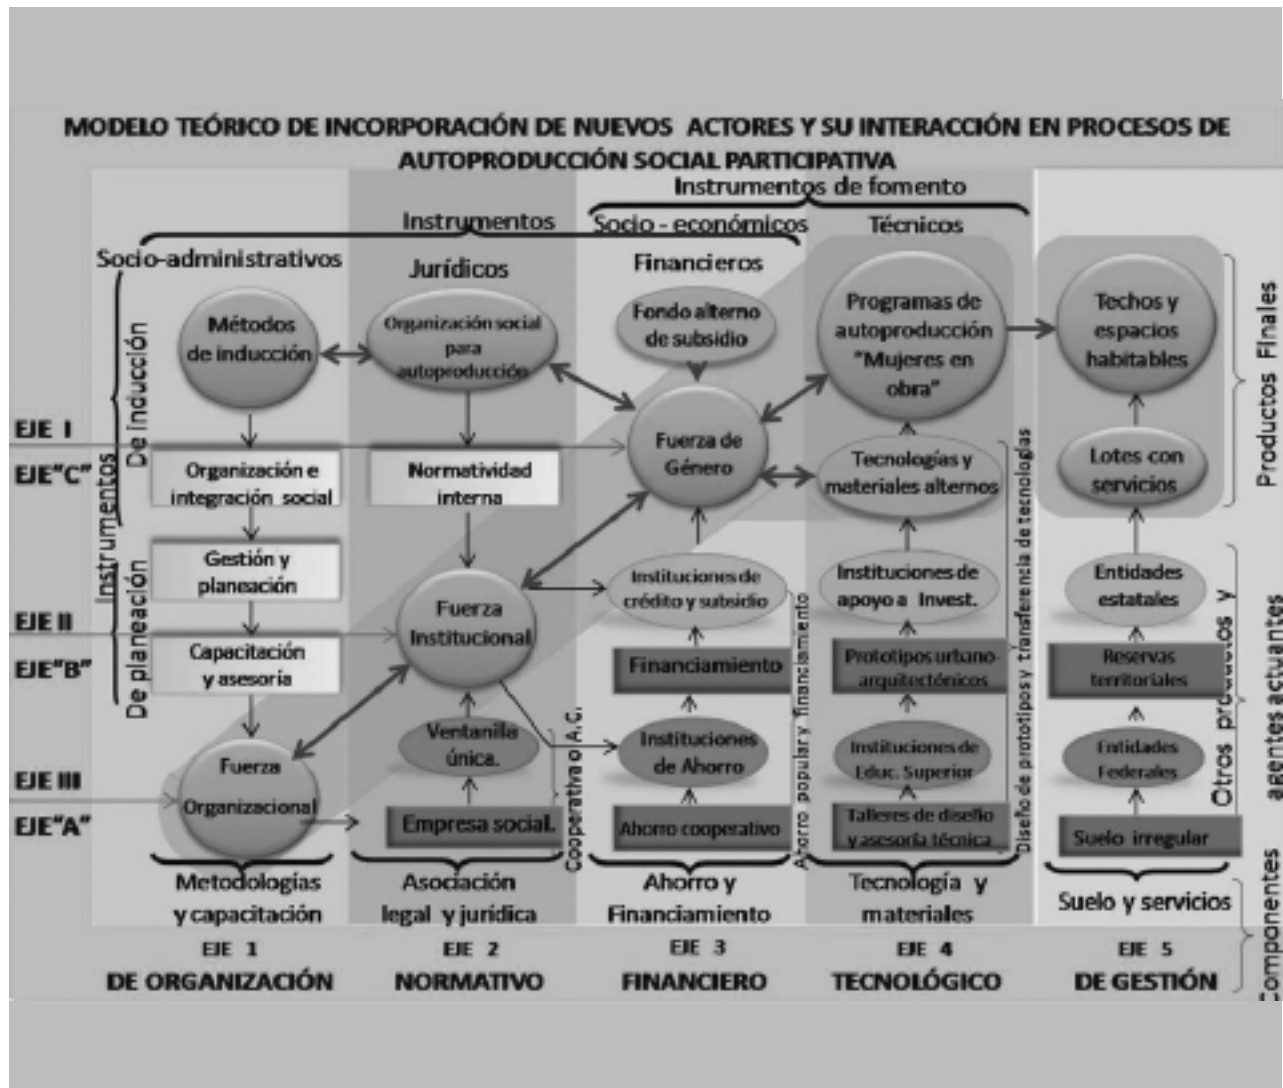 MODELO TEÓRICO DE INCORPORACIÓN DE NUEVOS ACTORES Y SU INTERACCIÓN EN PROCESOS DE
AUTOPRODUCCIÓN SOCIAL PARTICIPATIVA
Instrumentos de fomento
Instrumentos
Socio - económicos
Técnicos
Socio-administrativos
Jurídicos
Financieros
Métodos
de inducción
Organización social
para
autoproducción
Fondo alterno
de subsidio
Programas de
autoproducción
"Mujeres en
obra"
Techos y
espacios
habitables
Productos FInales
Instrumentos
De inducción
De planeación
EJE I
EJE"C"
EJE II
EJE"B"
EJE III
EJE"A"
Organización e
integración social
Normatividad
interna
Fuerza de
Género
Tecnologías y
materiales alternos
Lotes con
servicios
Gestión y
planeación
Fuerza
Institucional
Instituciones de
crédito y subsidio
Instituciones de
apoyo a Invest.
Entidades
estatales
Capacitación
y asesoría
Financiamiento
Prototipos urbano-
arquitectónicos
Reservas
territoriales
Fuerza
Organizacional
Ventanilla
única.
Instituciones
de Ahorro
Instituciones de
Educ. Superior
Entidades
Federales
Empresa social.
Ahorro cooperativo
Talleres de diseño
y asesoría técnica
Suelo irregular
Cooperativa o A.C.
Ahorro popular y financiamiento
Diseño de prototipos y transferencia de tecnologías
Otros productos y
agentes actuantes
Metodologías
y capacitación
Asociación
legal y jurídica
Ahorro y
Financiamiento
Tecnología y
materiales
Suelo y servicios
Componentes
EJE 1
EJE 2
EJE 3
EJE 4
EJE 5
DE ORGANIZACIÓN
NORMATIVO
FINANCIERO
TECNOLÓGICO
DE GESTIÓN